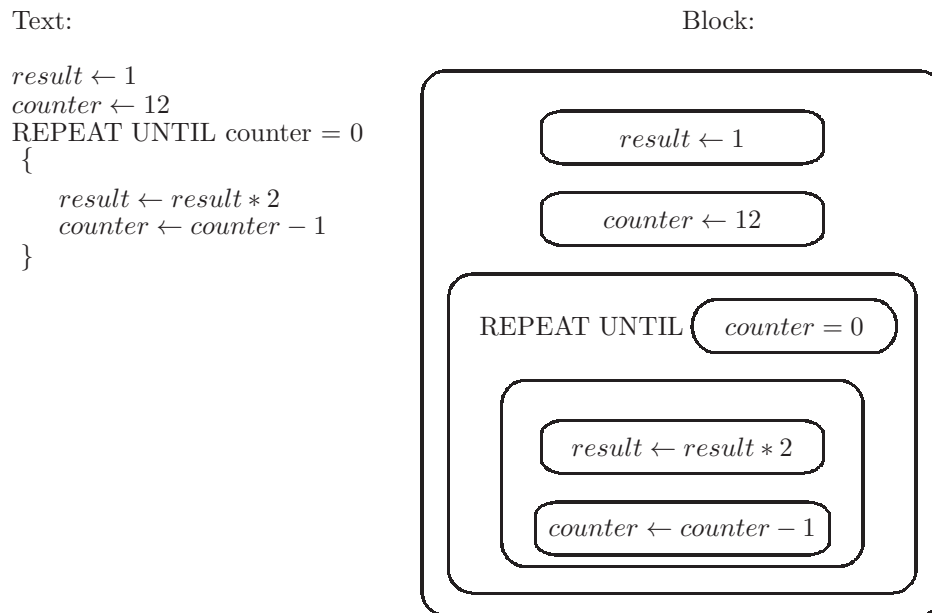 Text:
result ← 1
counter ← 12
REPEAT UNTIL counter = 0
{
result ← result ∗ 2
counter ← counter − 1
}
Block:
result ← 1
counter ← 12
REPEAT UNTIL counter = 0
result ← result ∗ 2
counter ← counter − 1